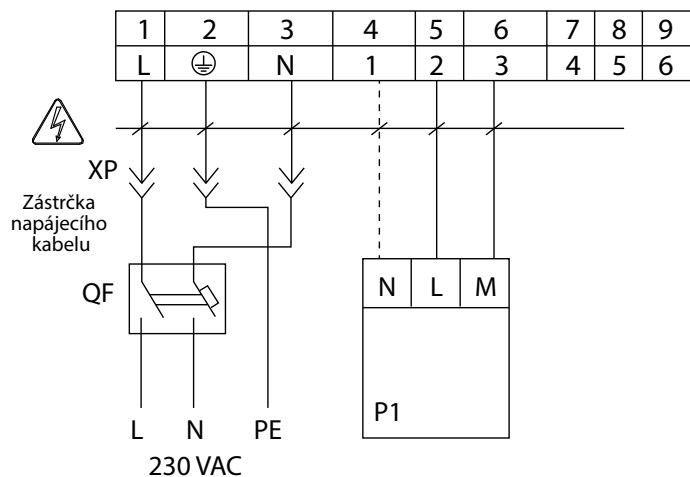 1 2 3 4 5 6 7 8 9
L ⏚ N 1 2 3 4 5 6
XP
Zástrčka
napájecího
kabelu
QF
N L M
P1
L N PE
230 VAC